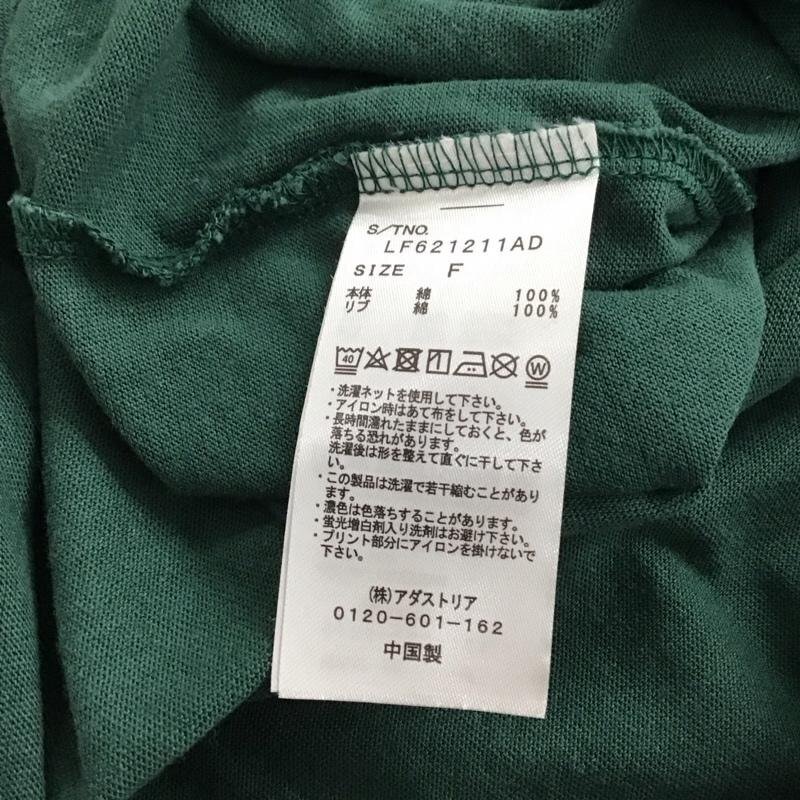 S/TNO.
LF621211AD
SIZE F
本体 綿 100%
リブ 綿 100%
40 W
・洗濯ネットを使用して下さい。
・アイロン時はあて布をして下さい。
・長時間濡れたままにしておくと、色が
落ちる恐れがあります。
洗濯後は形を整えて直ぐに干して下さ
い。
・この製品は洗濯で若干縮むことがあり
ます。
・濃色は色落ちすることがあります。
・蛍光増白剤入り洗剤はお避け下さい。
・プリント部分にアイロンを掛けないで
下さい。
(株)アダストリア
0120-601-162
中国製